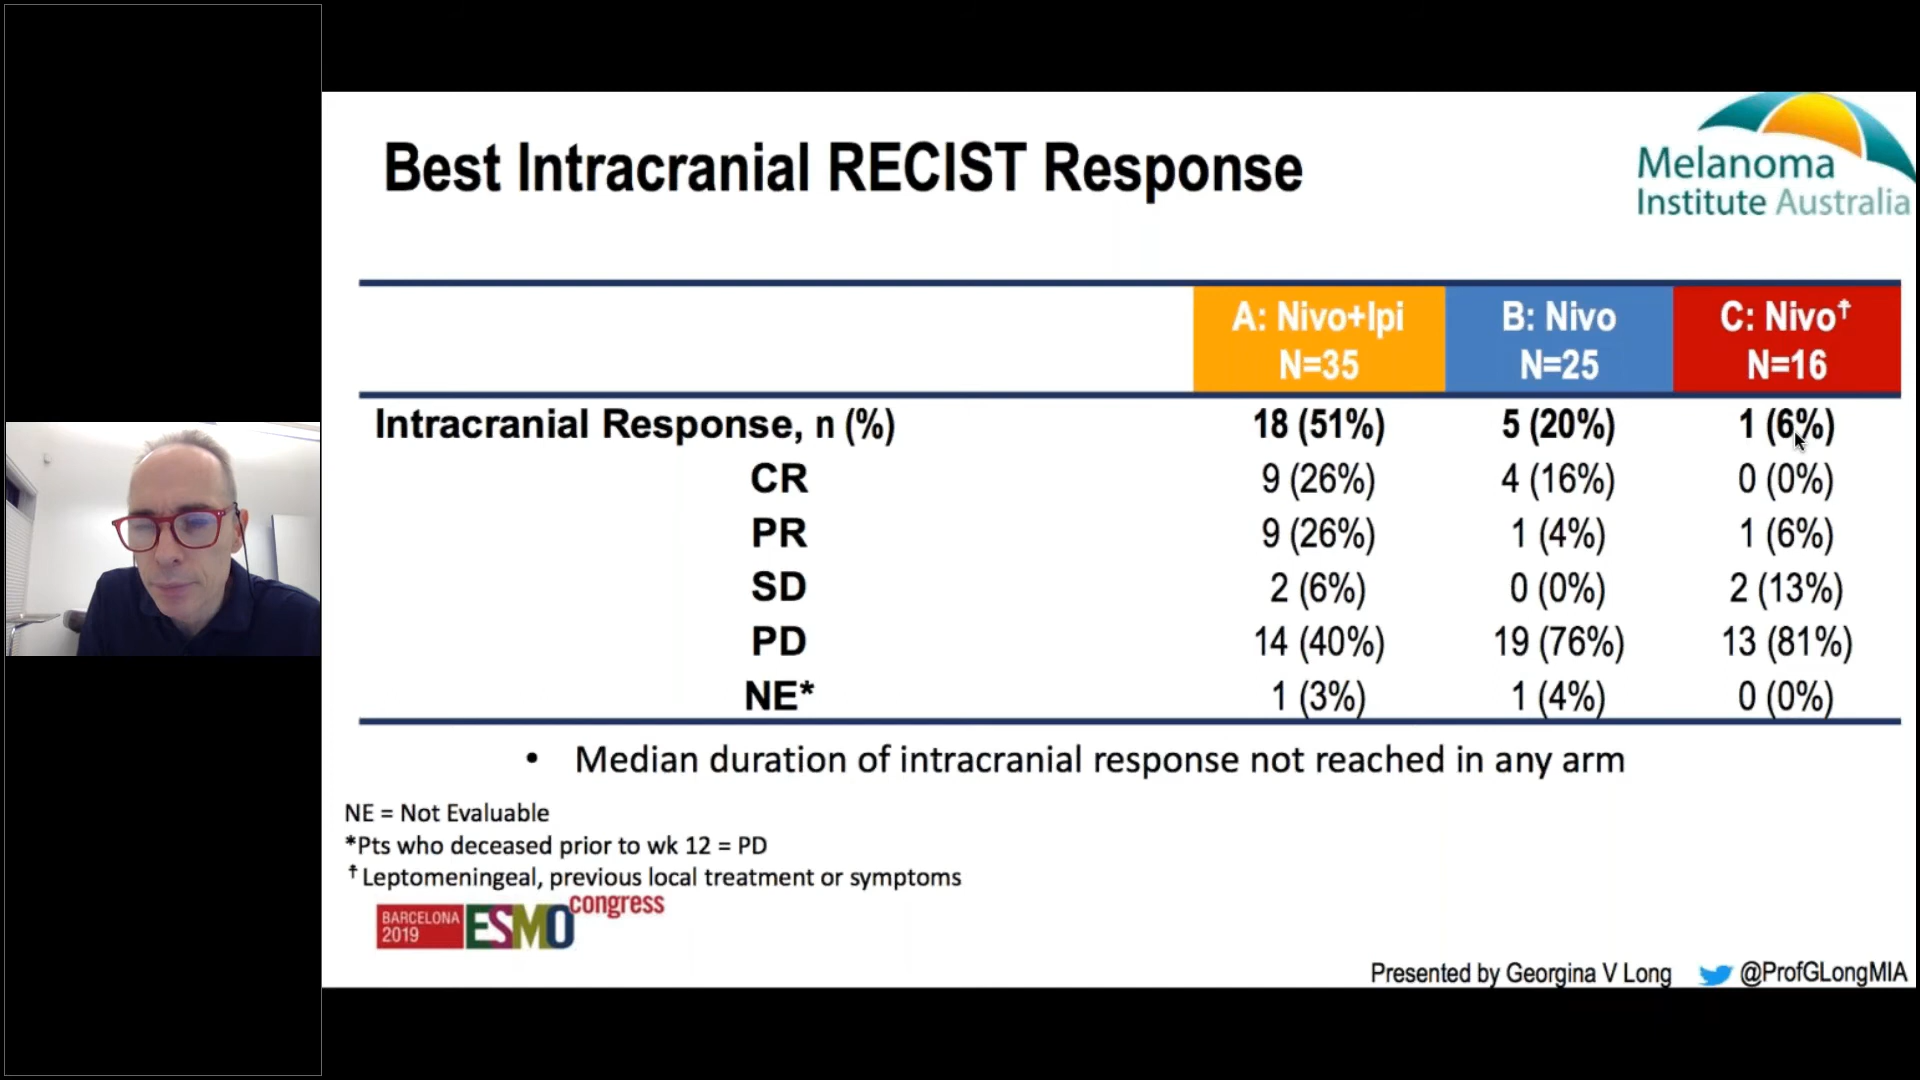 Best Intracranial RECIST Response
Melanoma
Institute Australia
A: Nivo+Ipi B: Nivo C: Nivo☨
N=35 N=25 N=16
Intracranial Response, n (%) 18 (51%) 5 (20%) 1 (6%)
CR 9 (26%) 4 (16%) 0 (0%)
PR 9 (26%) 1 (4%) 1 (6%)
SD 2 (6%) 0 (0%) 2 (13%)
PD 14 (40%) 19 (76%) 13 (81%)
NE* 1 (3%) 1 (4%) 0 (0%)
• Median duration of intracranial response not reached in any arm
NE = Not Evaluable
*Pts who deceased prior to wk 12 = PD
☨ Leptomeningeal, previous local treatment or symptoms
BARCELONA
2019
ESMO congress
Presented by Georgina V Long @ProfGLongMIA